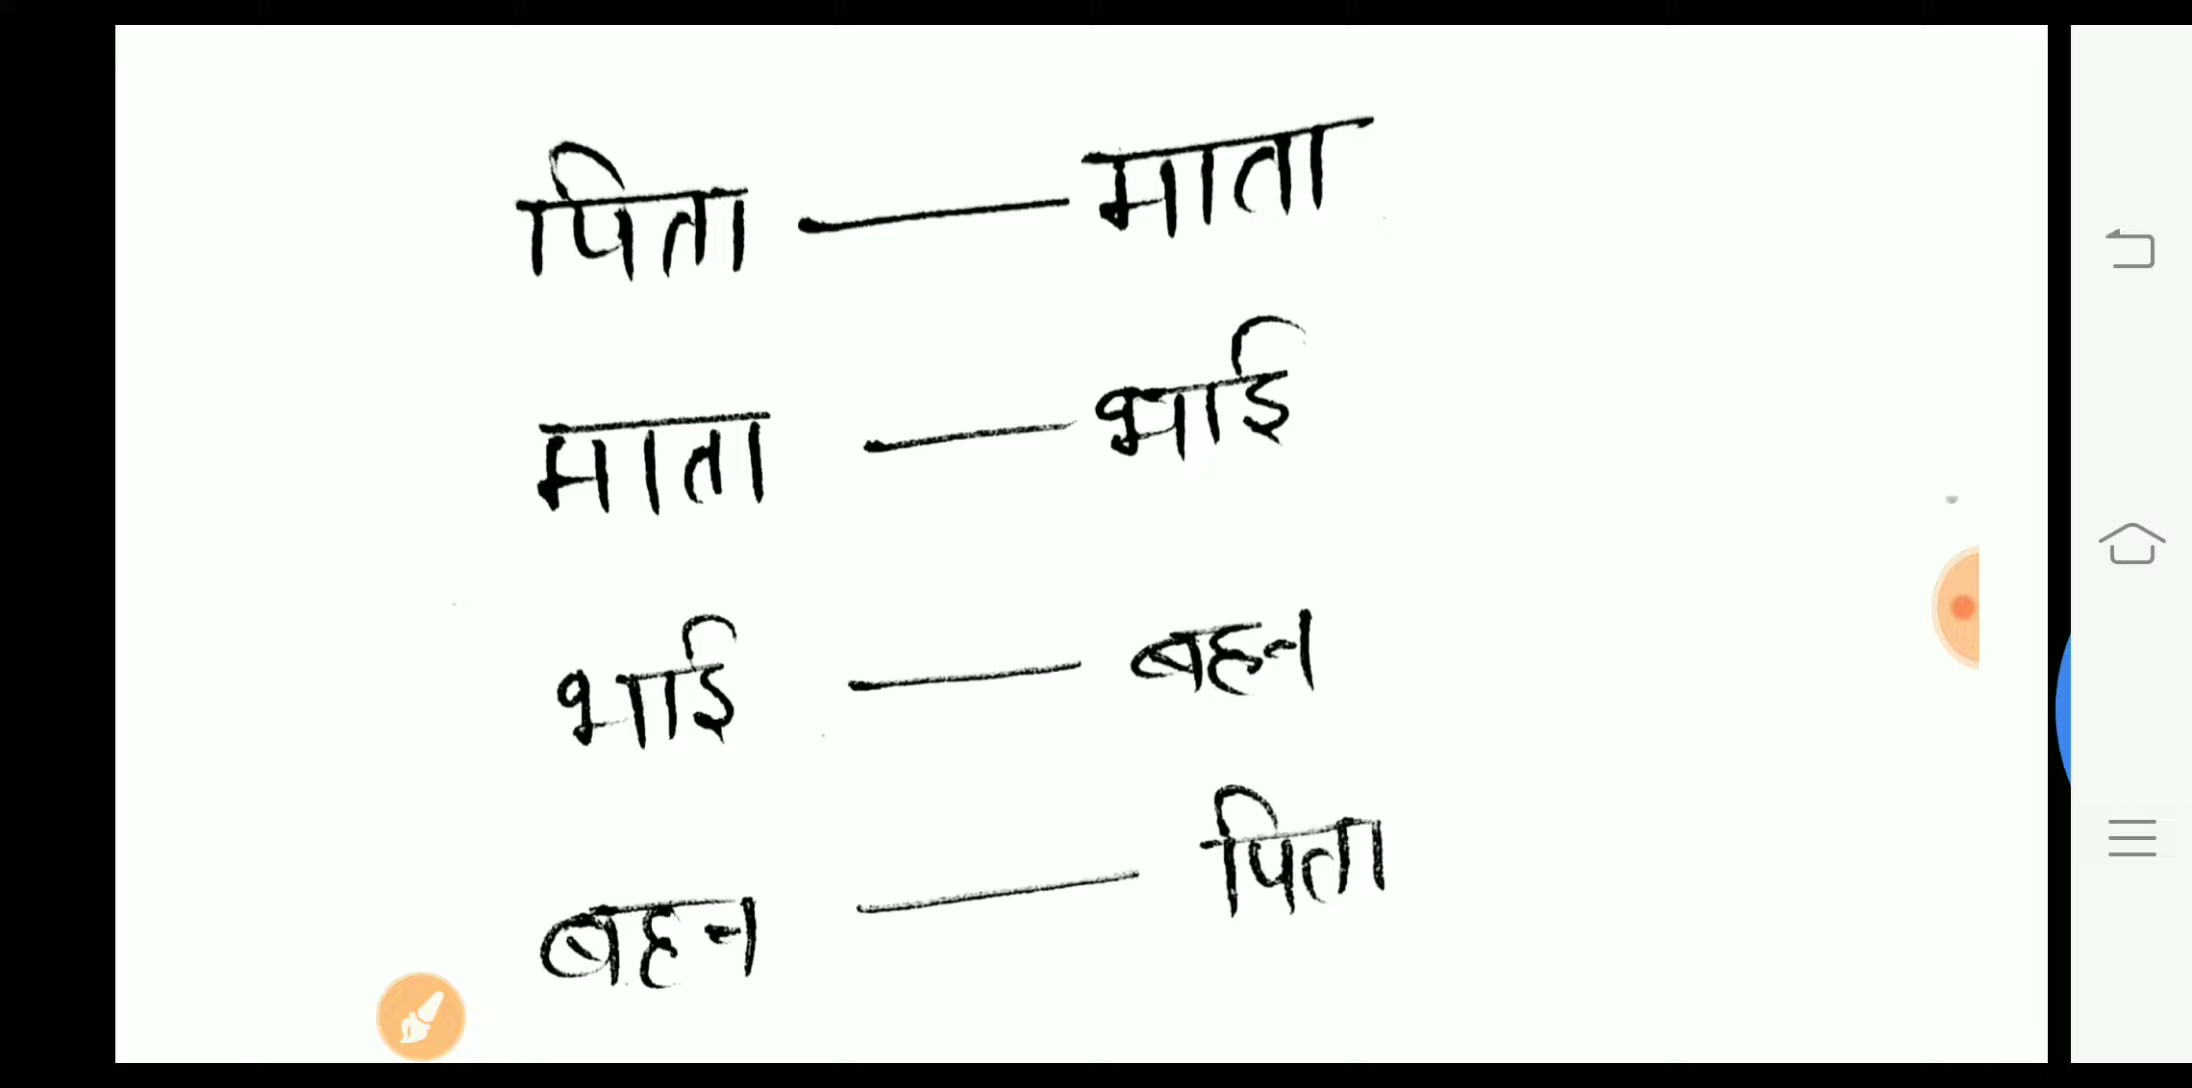 पिता — माता
माता — भाई
भाई — बहन
बहन — पिता